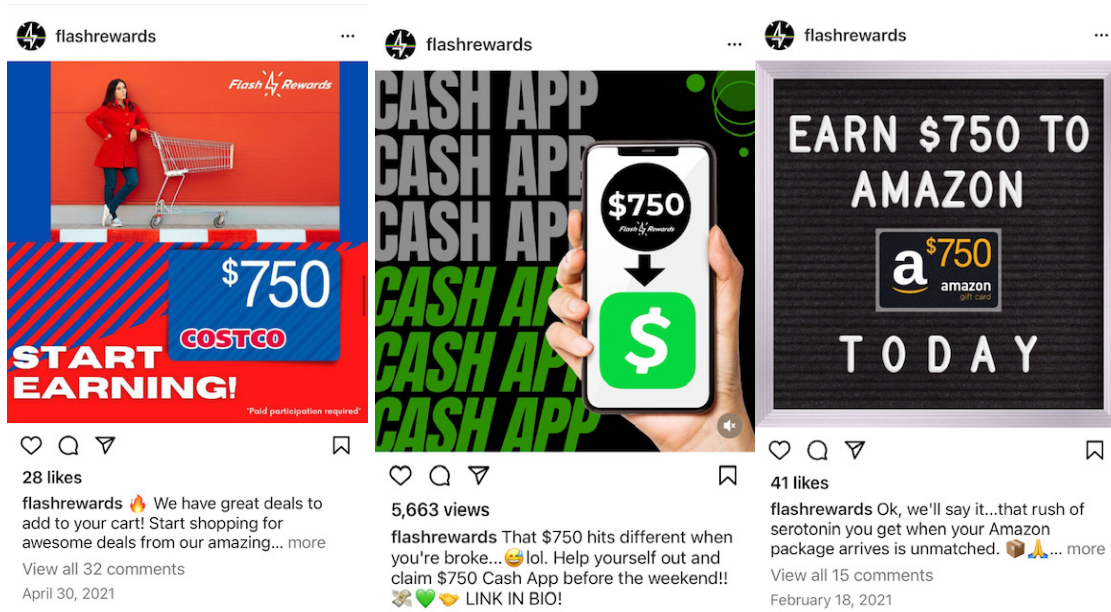 flashrewards
Flash Rewards
$750
COSTCO
START
EARNING!
*Paid participation required*
28 likes
flashrewards 🔥 We have great deals to
add to your cart! Start shopping for
awesome deals from our amazing... more
View all 32 comments
April 30, 2021
flashrewards
CASH APP
CASH APP
CASH APP
CASH APP
CASH APP
CASH APP
$750
Flash Rewards
$
5,663 views
flashrewards That $750 hits different when
you're broke...😅lol. Help yourself out and
claim $750 Cash App before the weekend!!
💸💚🤝 LINK IN BIO!
flashrewards
EARN $750 TO
AMAZON
a $750
amazon
gift card
TODAY
41 likes
flashrewards Ok, we'll say it...that rush of
serotonin you get when your Amazon
package arrives is unmatched. 📦🙏... more
View all 15 comments
February 18, 2021